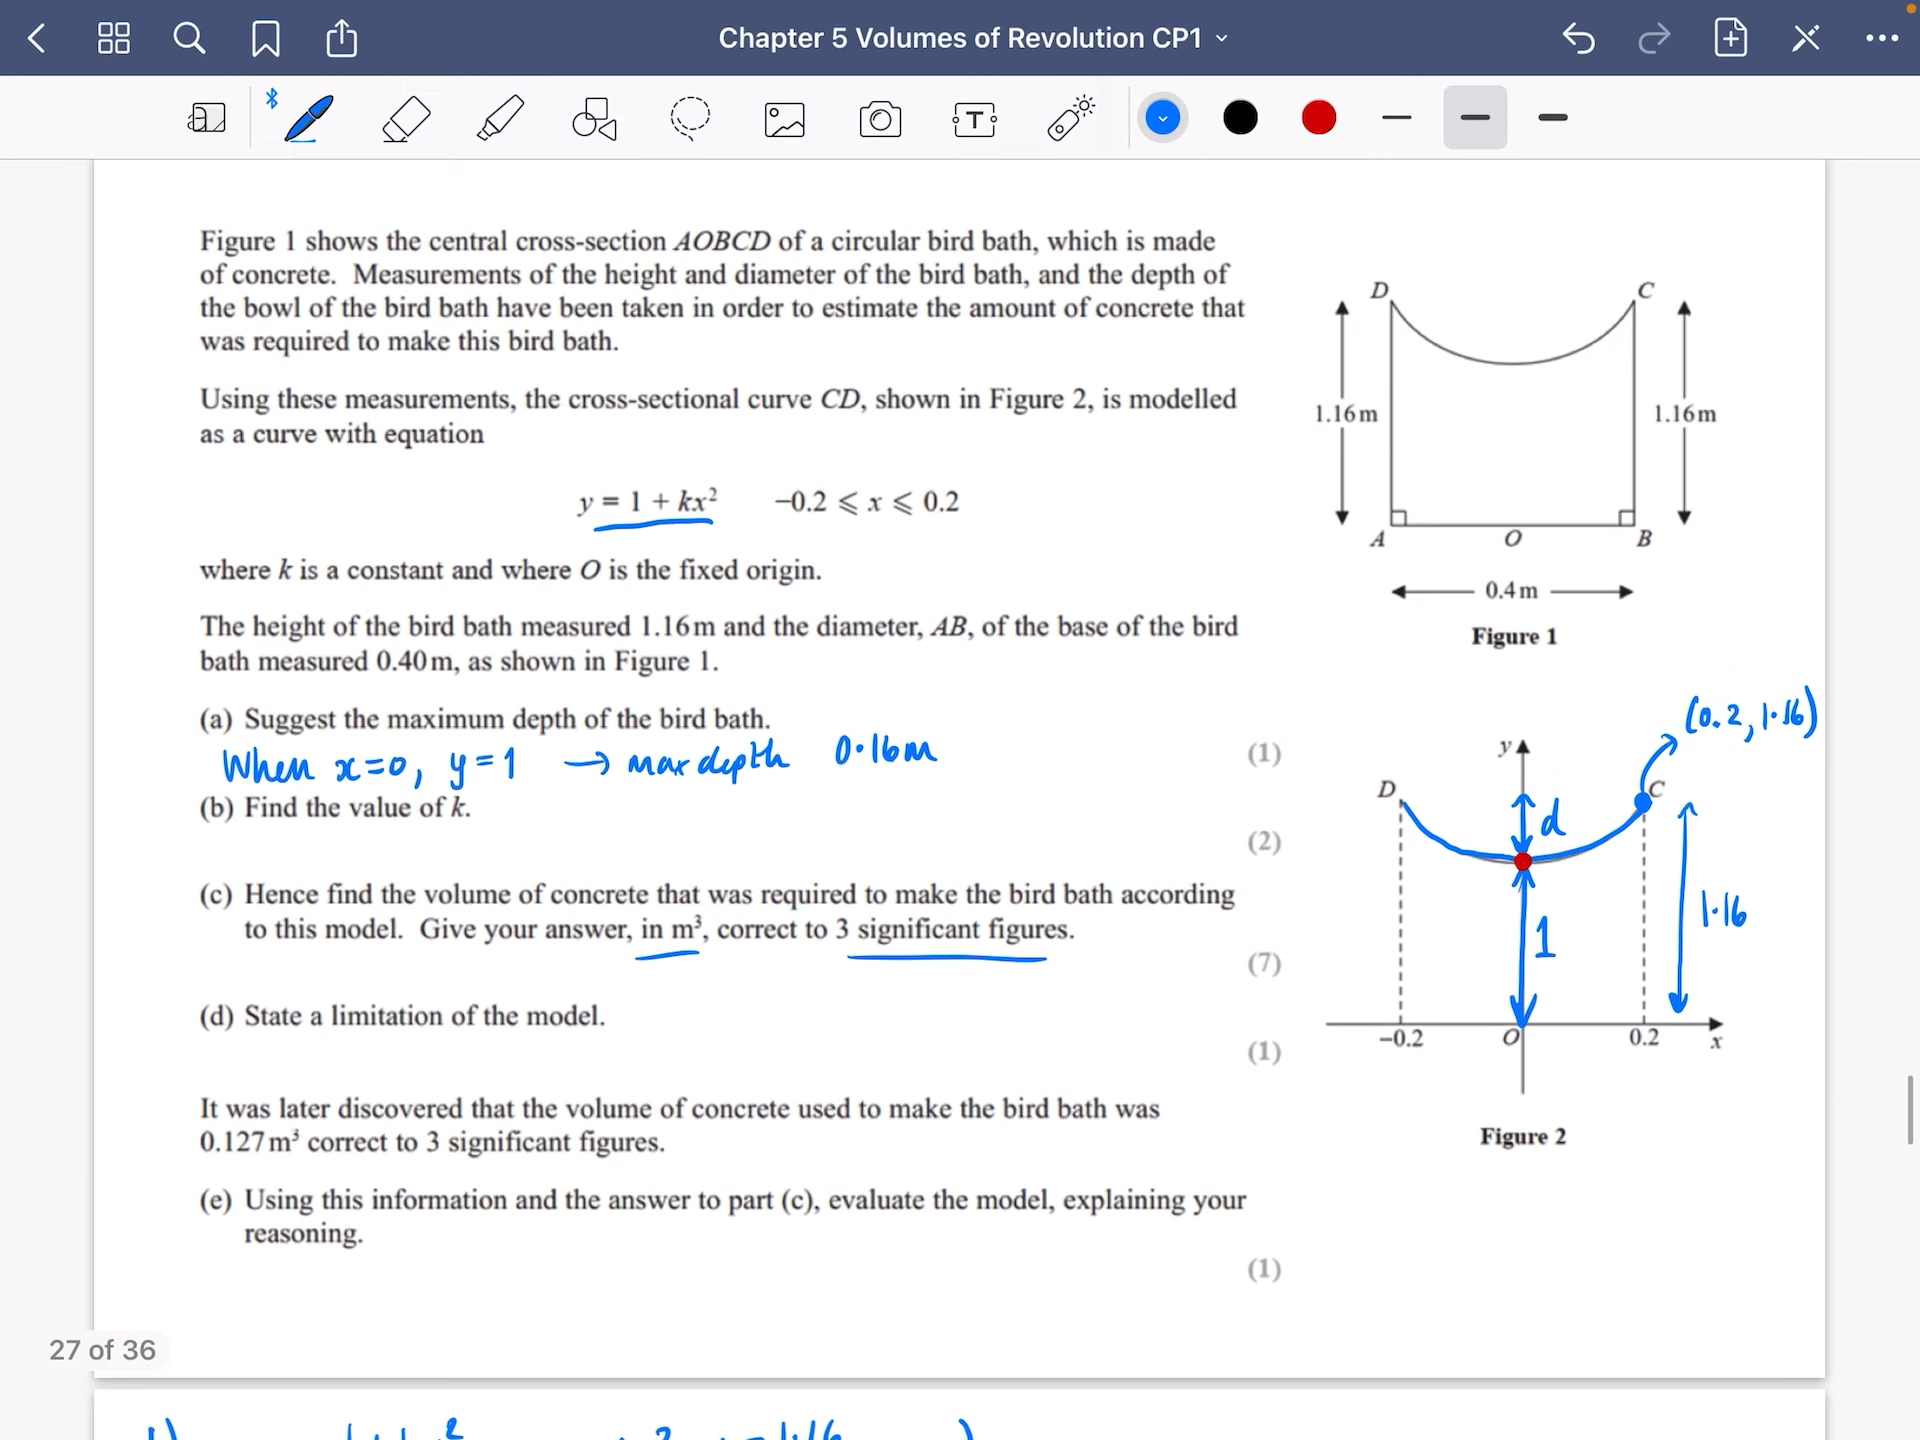 Chapter 5 Volumes of Revolution CP1
Figure 1 shows the central cross-section AOBCD of a circular bird bath, which is made
of concrete. Measurements of the height and diameter of the bird bath, and the depth of
the bowl of the bird bath have been taken in order to estimate the amount of concrete that
was required to make this bird bath.
Using these measurements, the cross-sectional curve CD, shown in Figure 2, is modelled
as a curve with equation
y = 1 + kx² −0.2 ⩽ x ⩽ 0.2
where k is a constant and where O is the fixed origin.
The height of the bird bath measured 1.16 m and the diameter, AB, of the base of the bird
bath measured 0.40 m, as shown in Figure 1.
(a) Suggest the maximum depth of the bird bath.
(1)
When x=0, y=1 → max depth 0.16m
(b) Find the value of k.
(2)
(c) Hence find the volume of concrete that was required to make the bird bath according
to this model. Give your answer, in m³, correct to 3 significant figures.
(7)
(d) State a limitation of the model.
(1)
It was later discovered that the volume of concrete used to make the bird bath was
0.127 m³ correct to 3 significant figures.
(e) Using this information and the answer to part (c), evaluate the model, explaining your
reasoning.
(1)
D C
1.16 m 1.16 m
A O B
0.4 m
Figure 1
(0.2, 1.16)
y
D C
d
1
1.16
−0.2 O 0.2 x
Figure 2
27 of 36